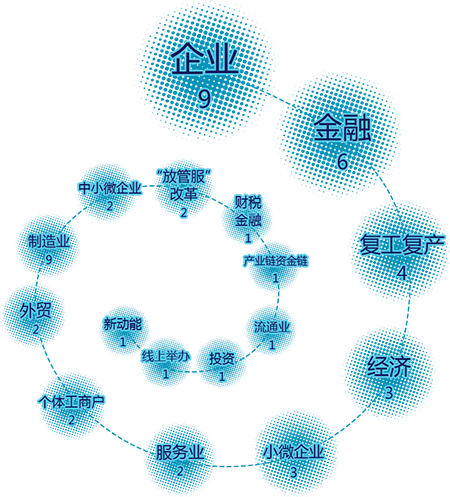 企业
9
金融
6
复工复产
4
经济
3
小微企业
3
服务业
2
个体工商户
2
外贸
2
制造业
9
中小微企业
2
“放管服”
改革
2
财税
金融
1
产业链资金链
1
流通业
1
投资
1
线上举办
1
新动能
1